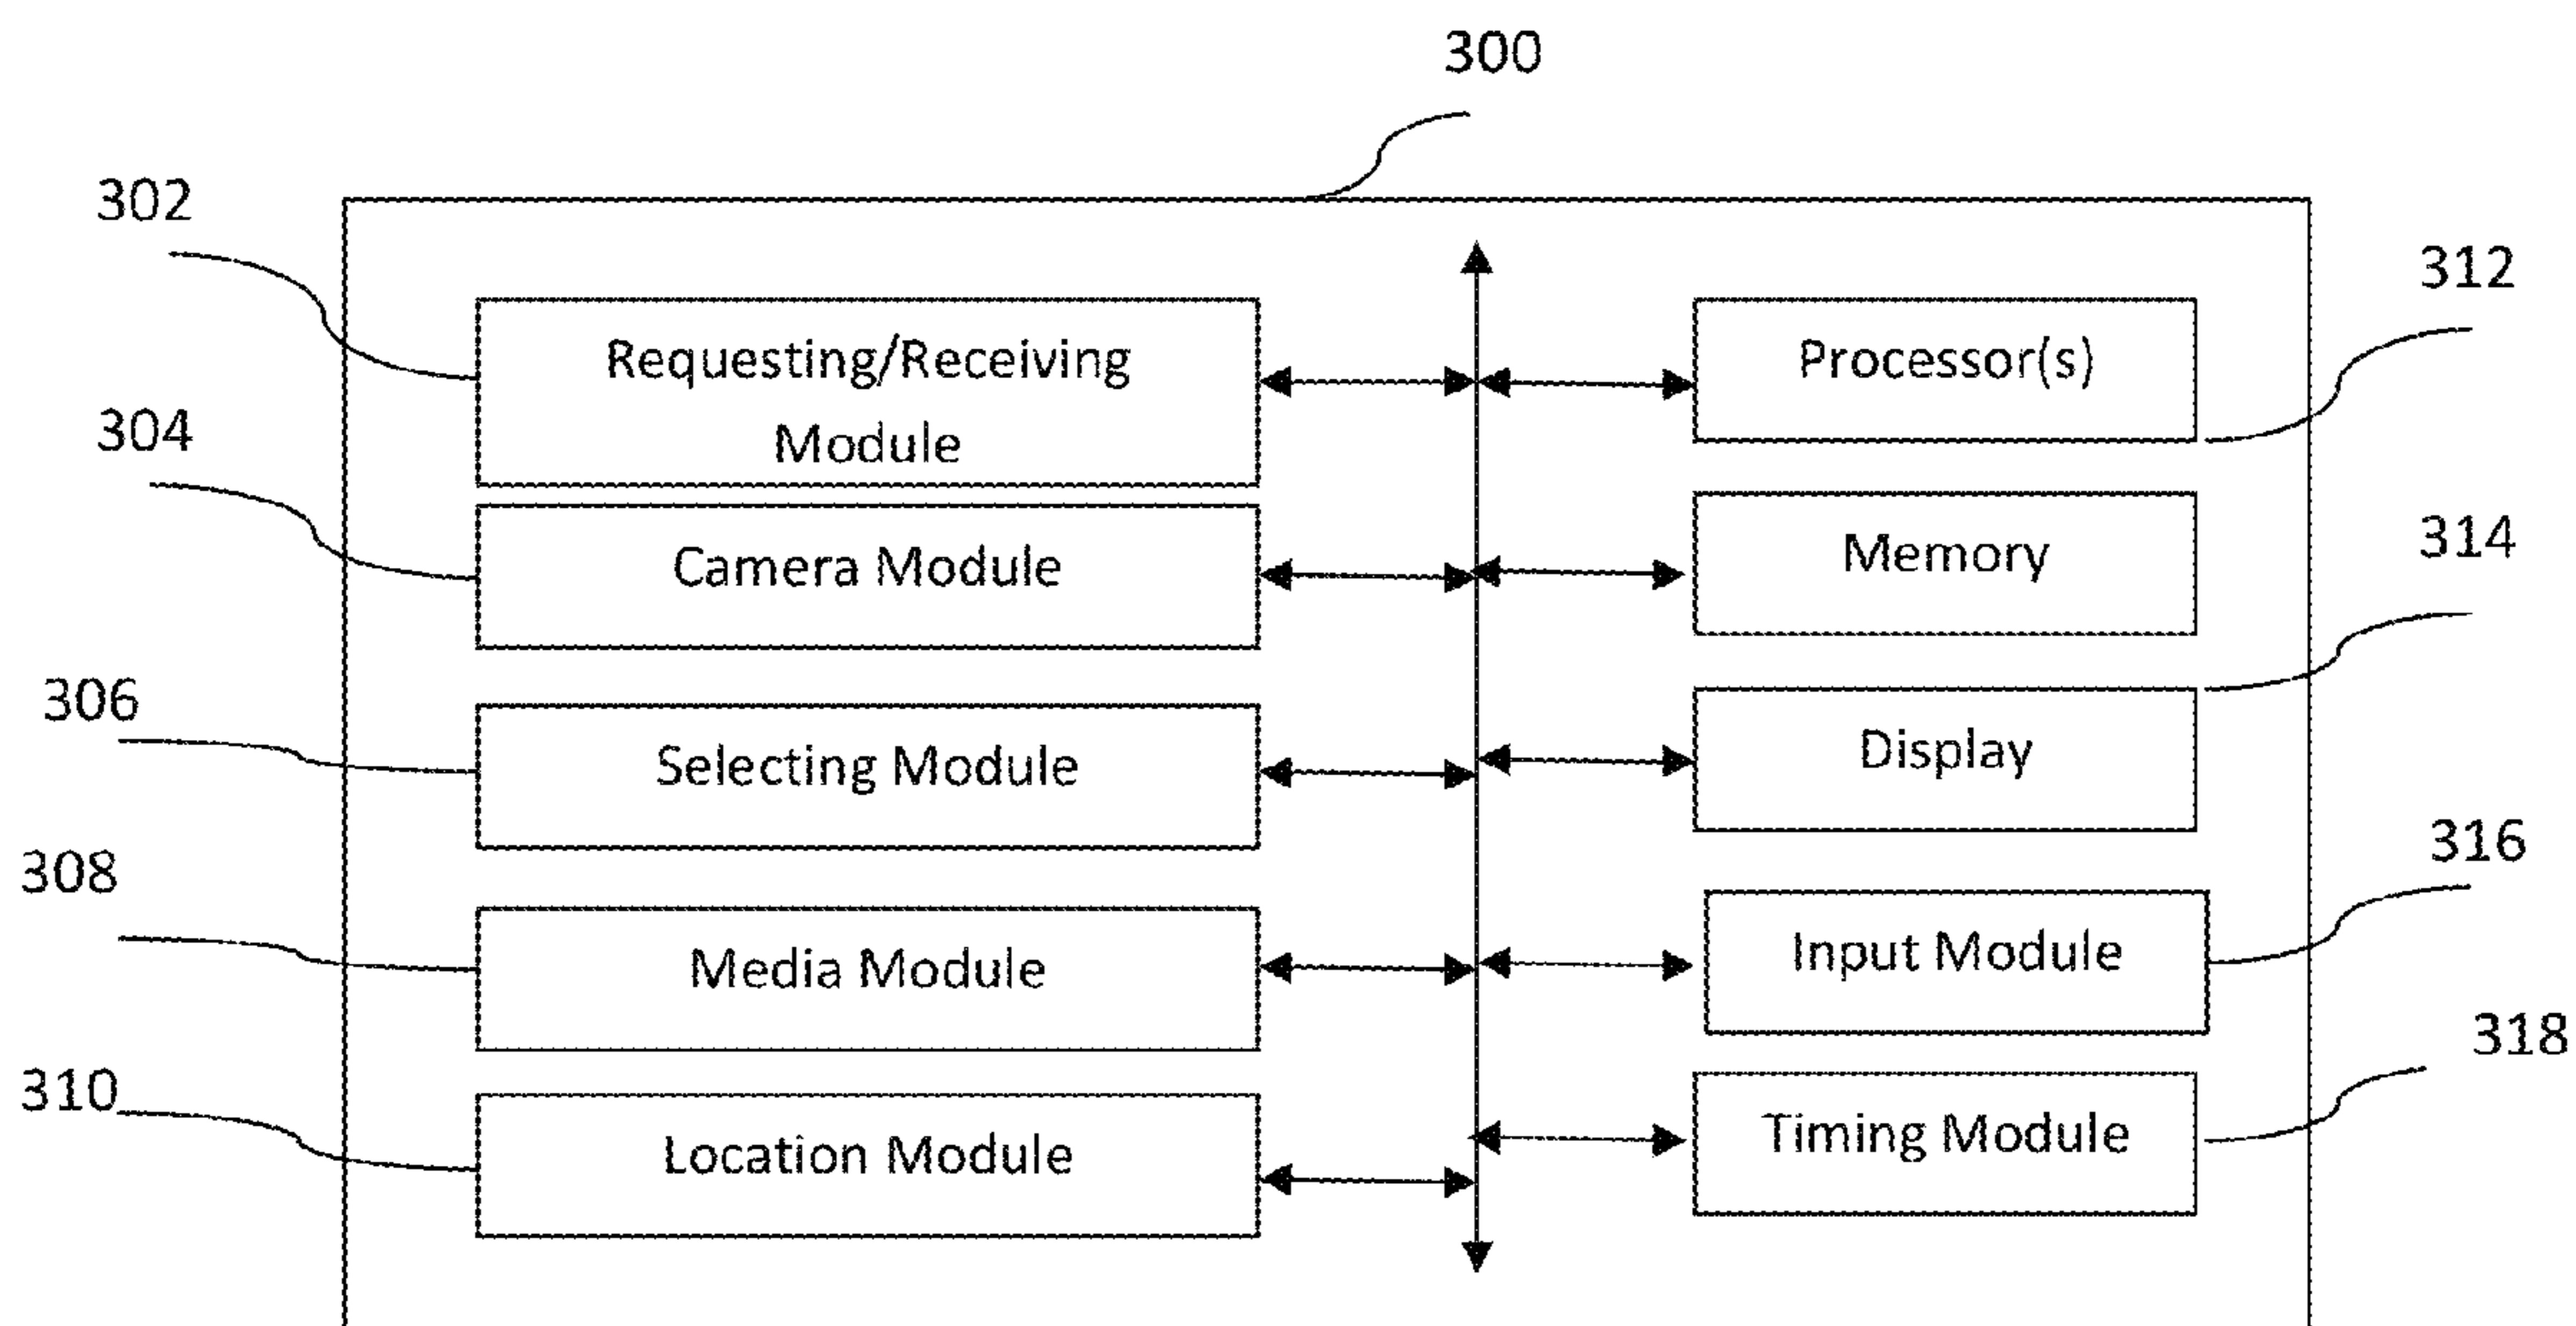 300
302
312
Requesting/Receiving
Module
Processor(s)
304
314
Camera Module
Memory
306
Selecting Module
Display
308
316
Media Module
Input Module
310
318
Location Module
Timing Module